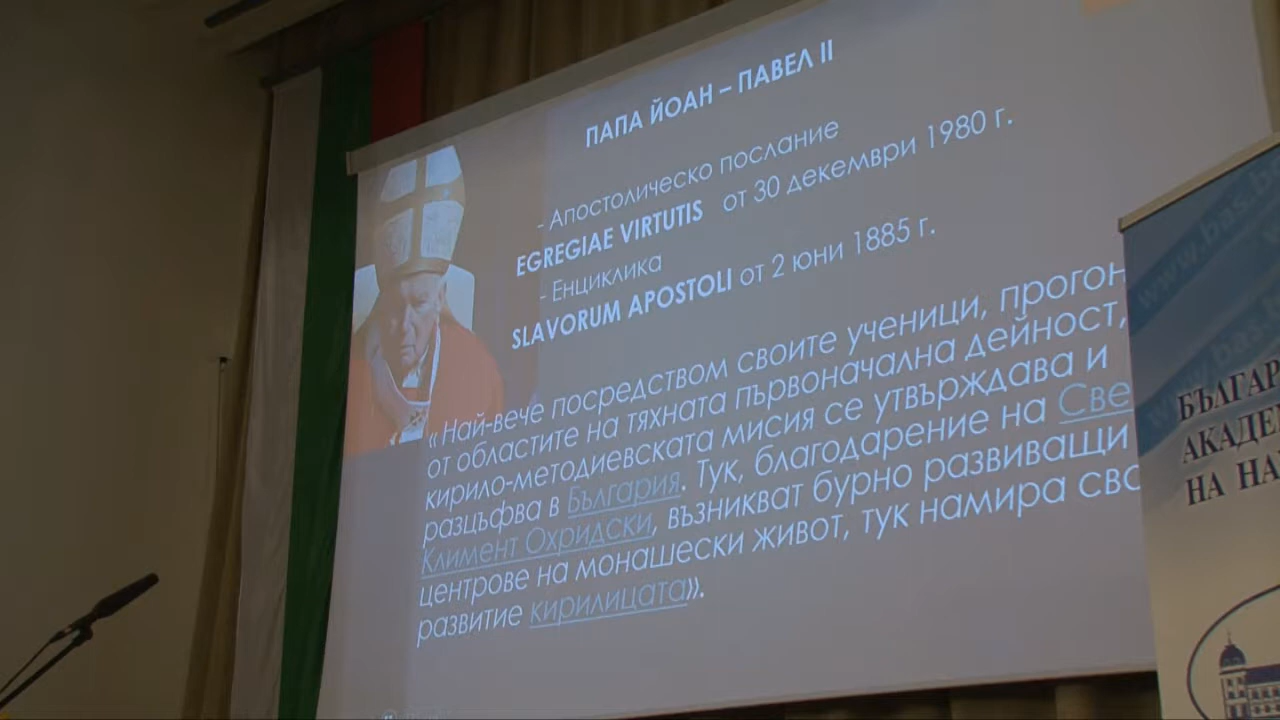 ПАПА ЙОАН – ПАВЕЛ II
- Апостолическо послание
EGREGIAE VIRTUTIS от 30 декември 1980 г.
- Енциклика
SLAVORUM APOSTOLI от 2 юни 1885 г.
«Най-вече посредством своите ученици, прогон
от областите на тяхната първоначална дейност,
кирило-методиевската мисия се утвърждава и
разцъфва в България. Тук, благодарение на Све
Климент Охридски, възникват бурно развиващи
центрове на монашески живот, тук намира сво
развитие кирилицата».
www.bas.b
БЪЛГАР
АКАДЕ
НА НА